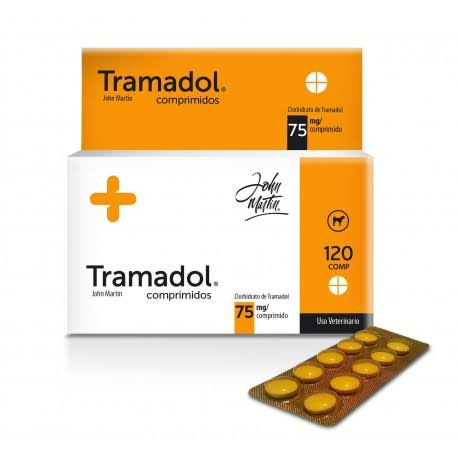 Tramadol®
John Martin comprimidos
Clorhidrato de Tramadol
75 mg/
comprimido
John
Martin®
120
COMP
Tramadol®
John Martin comprimidos
Clorhidrato de Tramadol
75 mg/
comprimido
Uso Veterinario